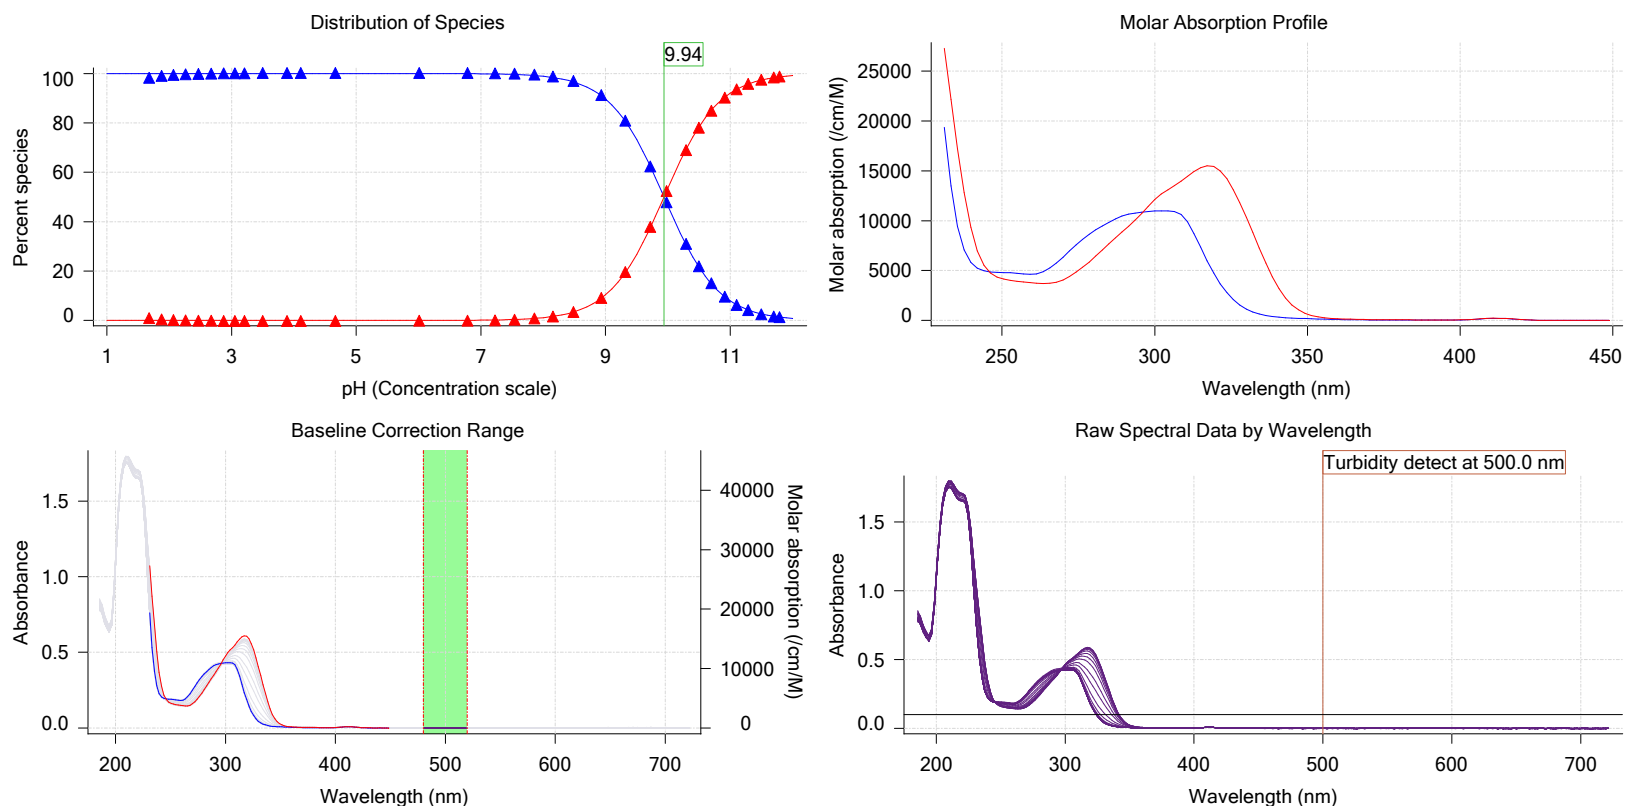 Distribution of Species
9.94
100
80
60
40
20
0
Percent species
1 3 5 7 9 11
pH (Concentration scale)
Molar Absorption Profile
25000
20000
15000
10000
5000
0
Molar absorption (/cm/M)
250 300 350 400 450
Wavelength (nm)
Baseline Correction Range
1.5
1.0
0.5
0.0
Absorbance
40000
30000
20000
10000
0
Molar absorption (/cm/M)
200 300 400 500 600 700
Wavelength (nm)
Raw Spectral Data by Wavelength
Turbidity detect at 500.0 nm
1.5
1.0
0.5
0.0
Absorbance
200 300 400 500 600 700
Wavelength (nm)